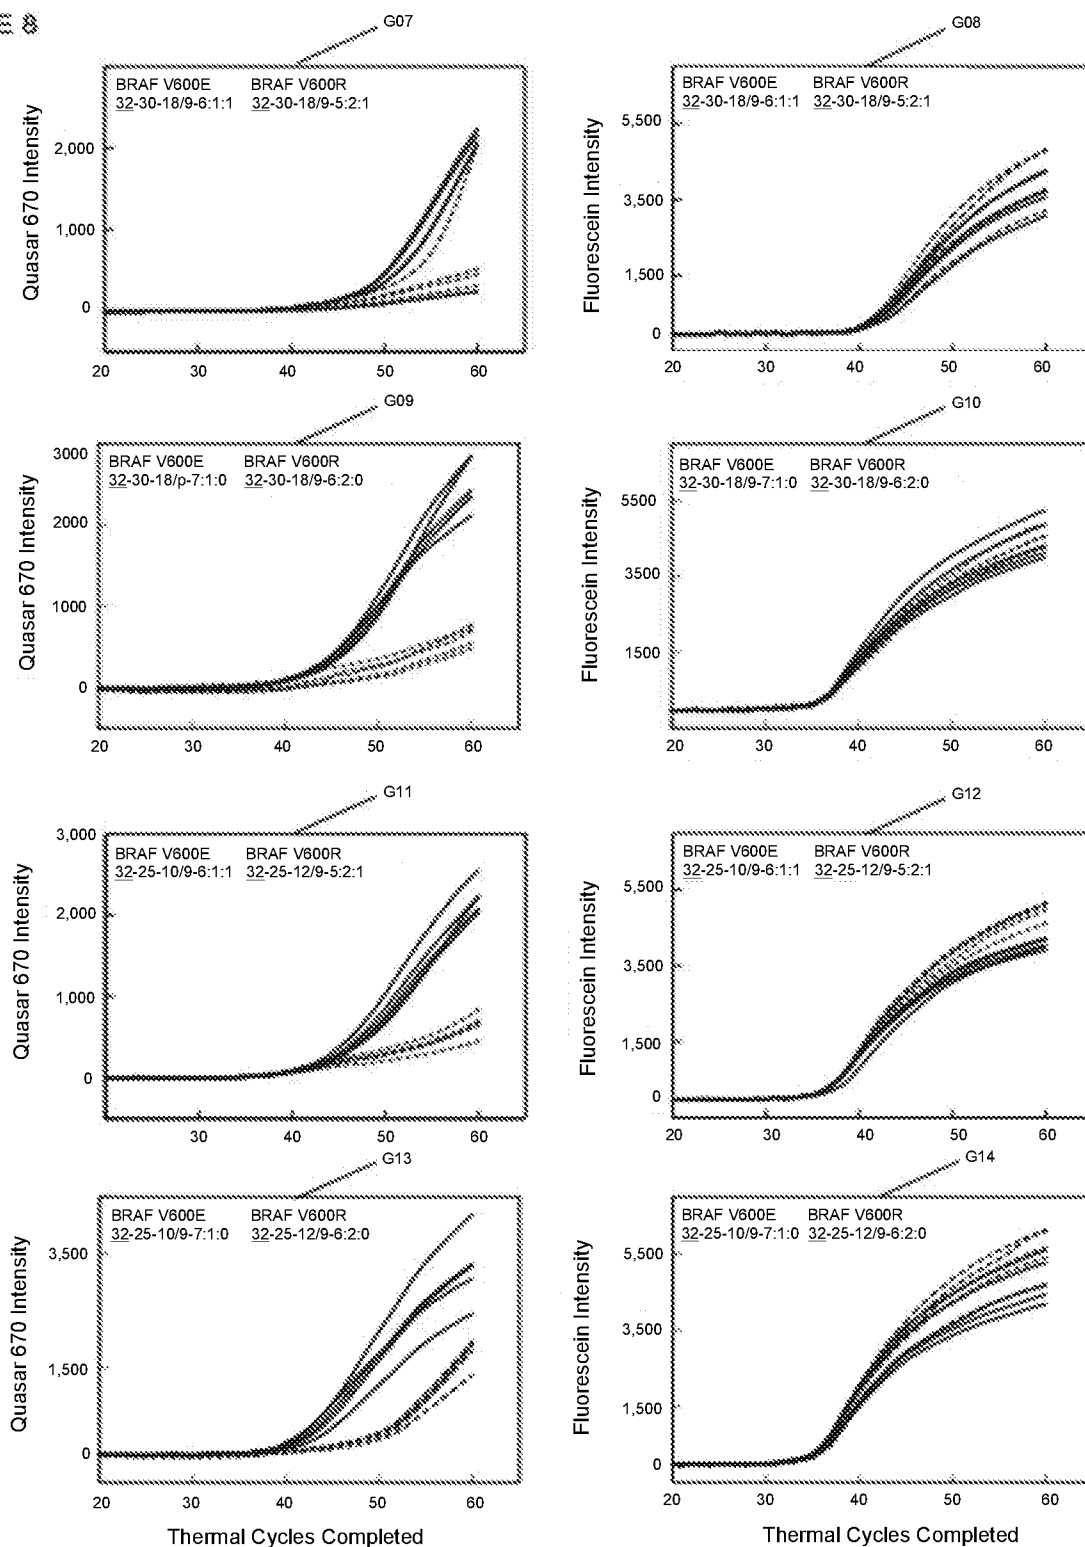 E 8
G07
BRAF V600E BRAF V600R
32-30-18/9-6:1:1 32-30-18/9-5:2:1
Quasar 670 Intensity
2,000
1,000
0
20 30 40 50 60
G08
BRAF V600E BRAF V600R
32-30-18/9-6:1:1 32-30-18/9-5:2:1
Fluorescein Intensity
5,500
3,500
1,500
0
20 30 40 50 60
G09
BRAF V600E BRAF V600R
32-30-18/p-7:1:0 32-30-18/9-6:2:0
Quasar 670 Intensity
3000
2000
1000
0
20 30 40 50 60
G10
BRAF V600E BRAF V600R
32-30-18/9-7:1:0 32-30-18/9-6:2:0
Fluorescein Intensity
5500
3500
1500
20 30 40 50 60
G11
BRAF V600E BRAF V600R
32-25-10/9-6:1:1 32-25-12/9-5:2:1
Quasar 670 Intensity
3,000
2,000
1,000
0
30 40 50 60
G12
BRAF V600E BRAF V600R
32-25-10/9-6:1:1 32-25-12/9-5:2:1
Fluorescein Intensity
5,500
3,500
1,500
0
20 30 40 50 60
G13
BRAF V600E BRAF V600R
32-25-10/9-7:1:0 32-25-12/9-6:2:0
Quasar 670 Intensity
3,500
1,500
0
20 30 40 50 60
Thermal Cycles Completed
G14
BRAF V600E BRAF V600R
32-25-10/9-7:1:0 32-25-12/9-6:2:0
Fluorescein Intensity
5,500
3,500
1,500
0
20 30 40 50 60
Thermal Cycles Completed